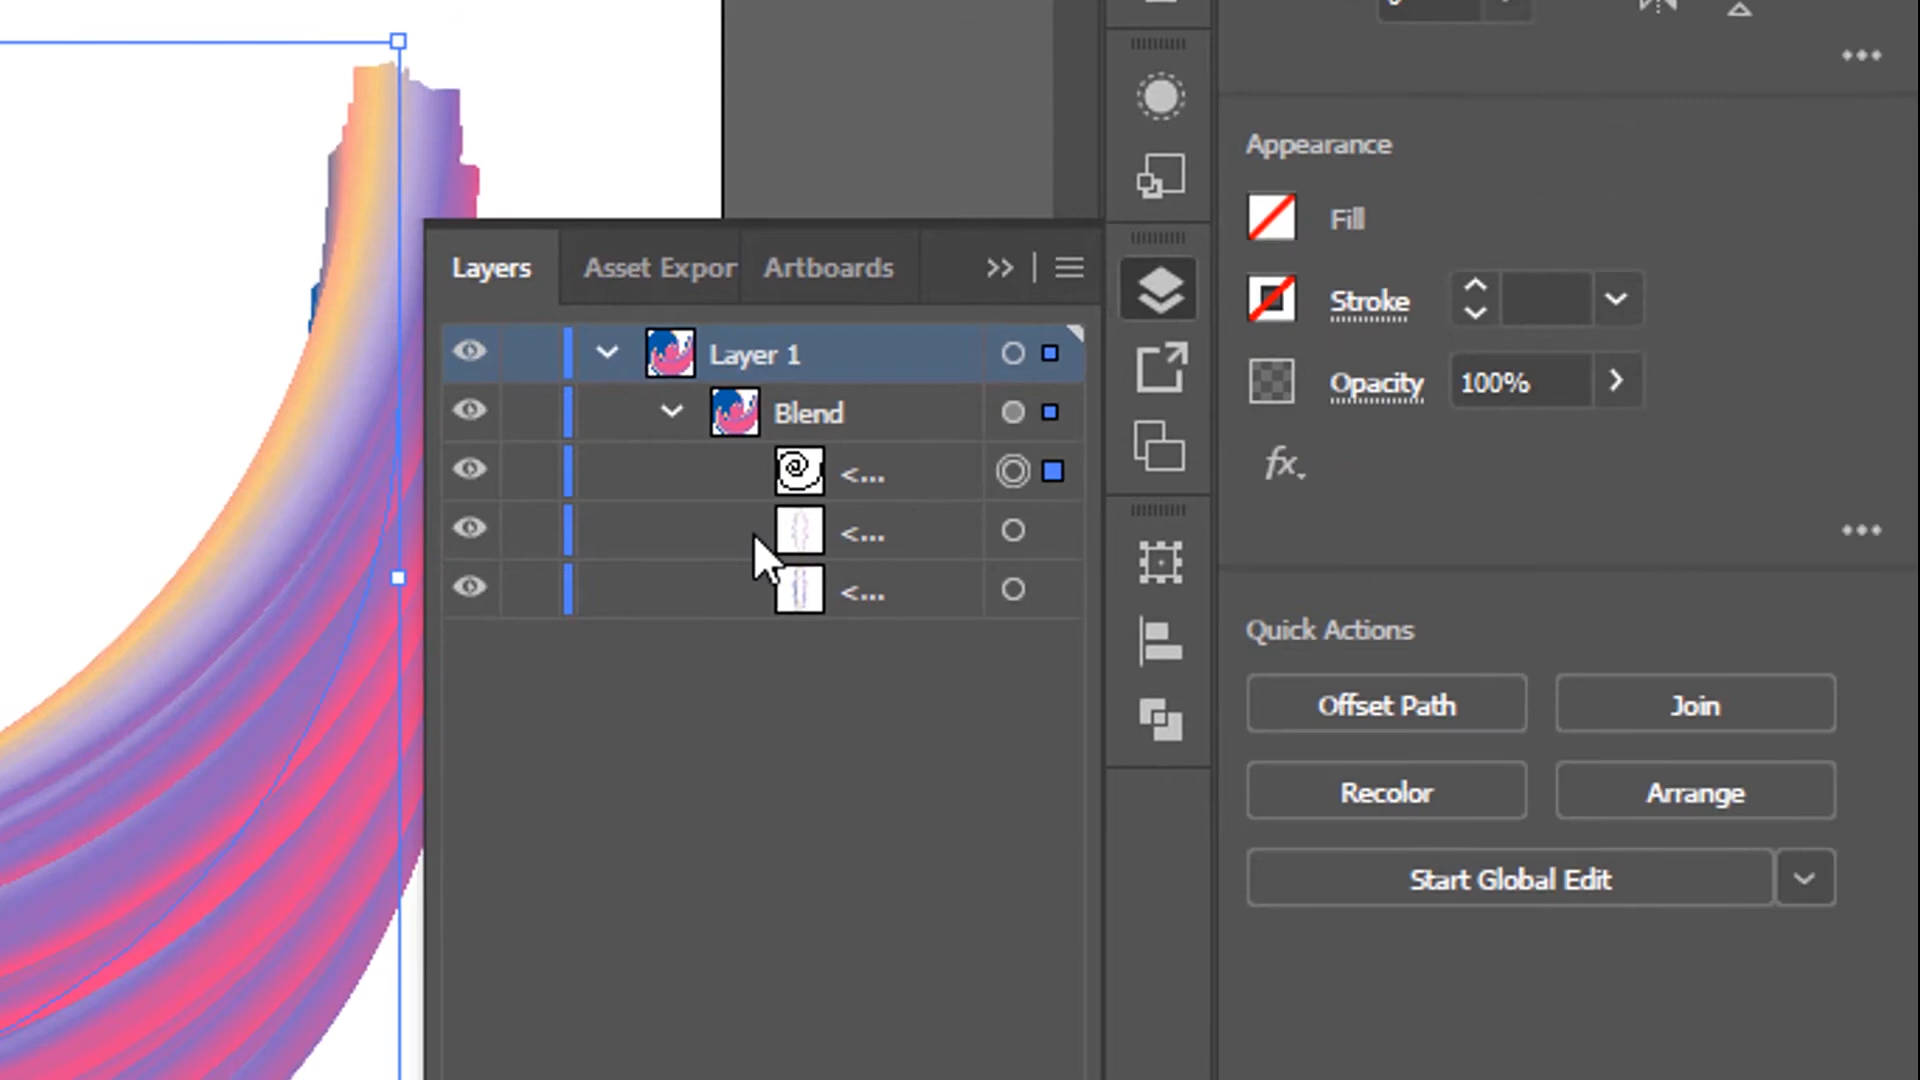 Appearance
Fill
Stroke
Opacity 100%
fx.
Layers Asset Expor Artboards
Layer 1
Blend
<...
<...
<...
Quick Actions
Offset Path Join
Recolor Arrange
Start Global Edit